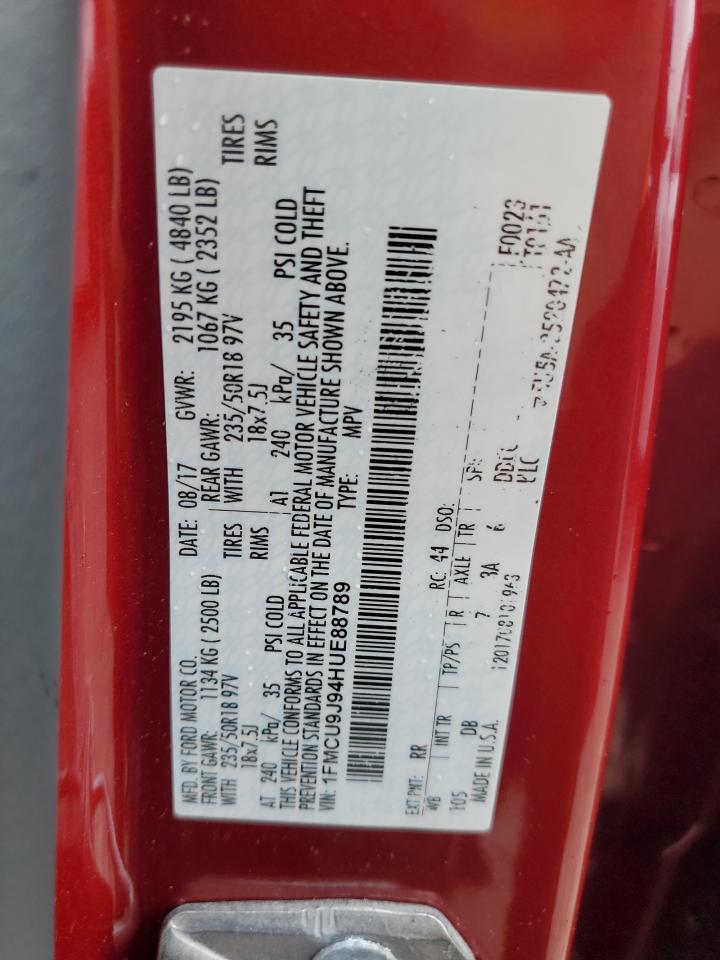 MFD. BY FORD MOTOR CO. DATE: 08/17 GVWR: 2195 KG ( 4840 LB)
FRONT GAWR: 1134 KG ( 2500 LB) REAR GAWR: 1067 KG ( 2352 LB)
WITH 235/50R18 97V TIRES WITH 235/50R18 97V TIRES
18x7.5J RIMS 18x7.5J RIMS
AT 240 kPa/ 35 PSI COLD AT 240 kPa/ 35 PSI COLD
THIS VEHICLE CONFORMS TO ALL APPLICABLE FEDERAL MOTOR VEHICLE SAFETY AND THEFT
PREVENTION STANDARDS IN EFFECT ON THE DATE OF MANUFACTURE SHOWN ABOVE.
VIN: 1FMCU9J94HUE88789 TYPE: MPV
EXT PNT: RR RC: 44 DSO:
WB INT TR TP/PS R AXLE TR
105 DB 7 3A 6
MADE IN U.S.A.
F0023